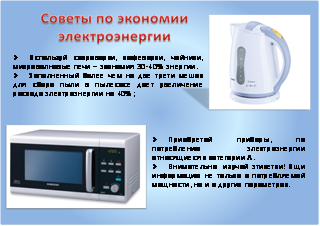 Советы по экономии
электроэнергии
➢ Используй скороварки, кофеварки, чайники,
микроволновые печи – экономия 30-40% энергии.
➢ Заполненный более чем на две трети мешок
для сбора пыли в пылесосе дает увеличение
расхода электроэнергии на 40%;
➢ Приобретай приборы, по
потреблению электроэнергии
относящиеся к категории А.
➢ Внимательно изучай этикетки! Ищи
информацию не только о потребляемой
мощности, но и о других параметрах.